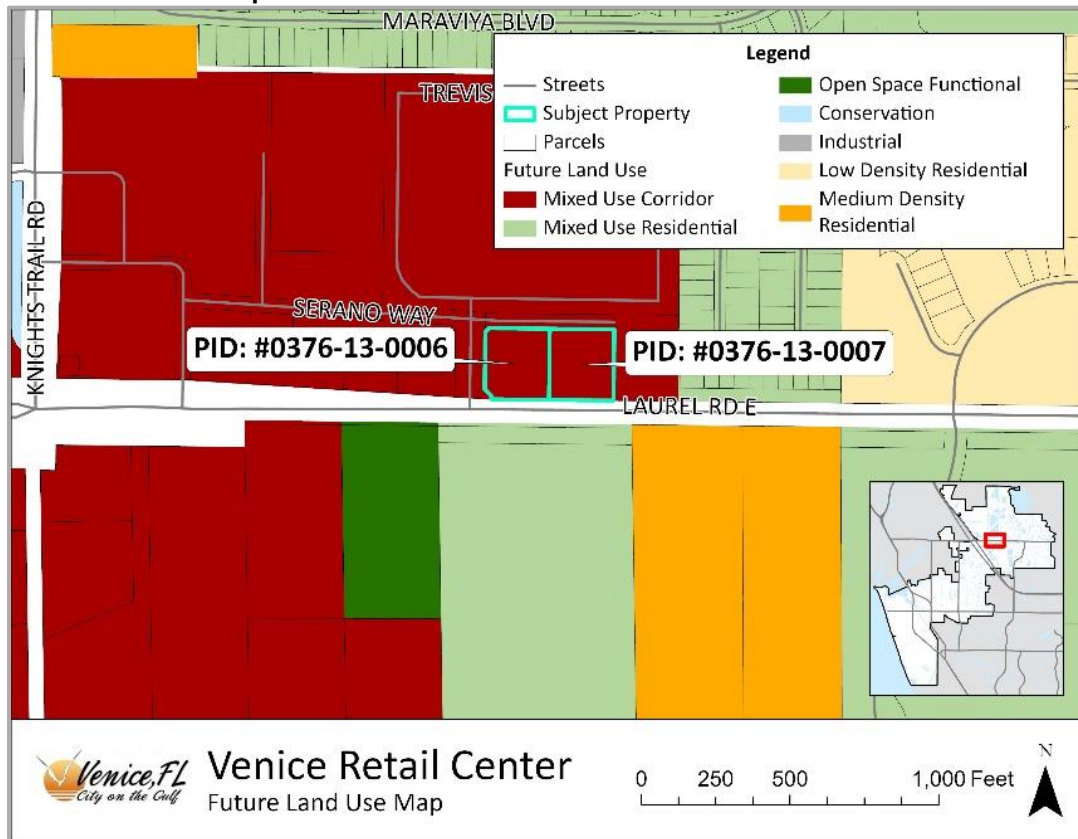 MARAVIYA BLVD
Legend
Streets
Subject Property
Parcels
Future Land Use
Mixed Use Corridor
Mixed Use Residential
Open Space Functional
Conservation
Industrial
Low Density Residential
Medium Density
Residential
TREVIS
KNIGHTS TRAIL RD
SERANO WAY
PID: #0376-13-0006
PID: #0376-13-0007
LAUREL RD E
Venice, FL
City on the Gulf
Venice Retail Center
Future Land Use Map
0 250 500 1,000 Feet
N